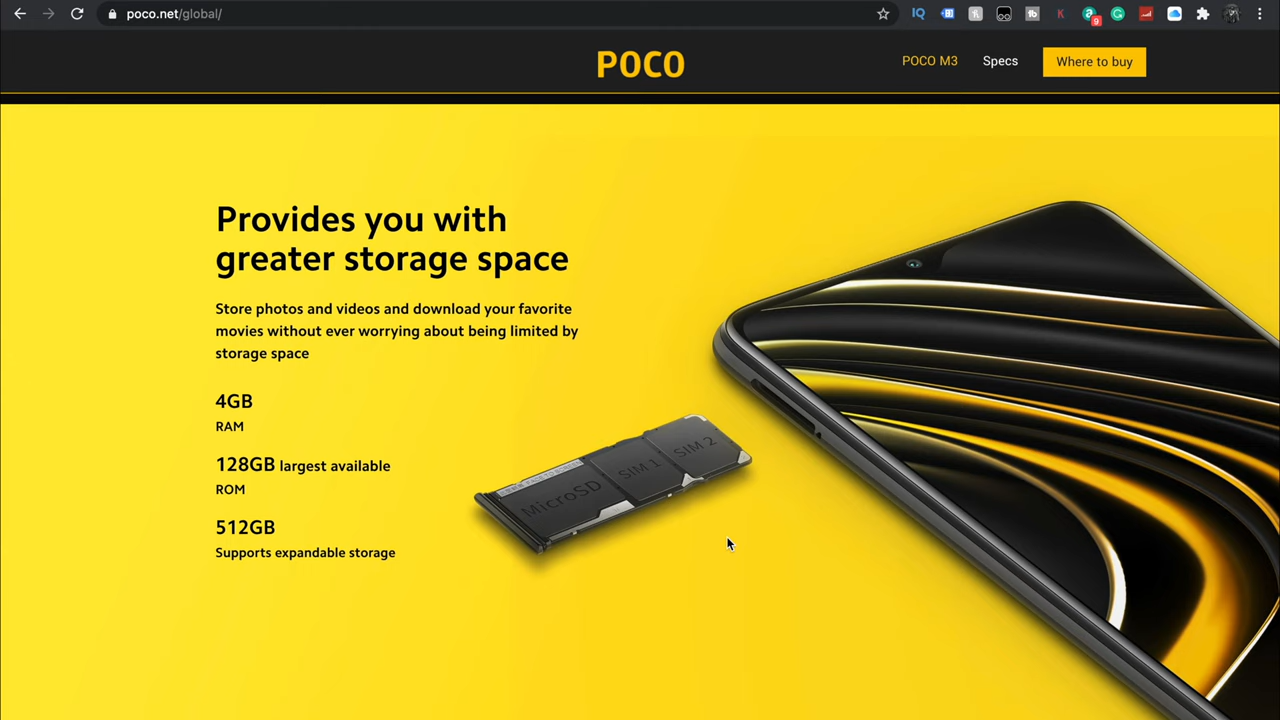 poco.net/global/
9
POCO
POCO M3
Specs
Where to buy
Provides you with
greater storage space
Store photos and videos and download your favorite
movies without ever worrying about being limited by
storage space
4GB
RAM
128GB largest available
ROM
512GB
Supports expandable storage
MicroSD
SIM 1
SIM 2